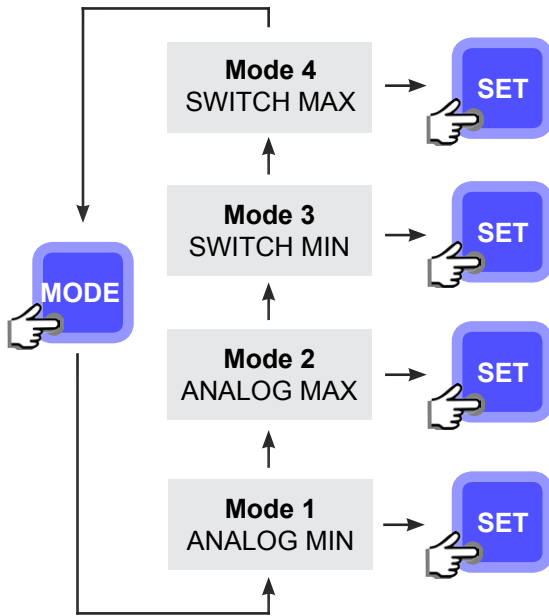 Mode 4
SWITCH MAX
SET
Mode 3
SWITCH MIN
SET
MODE
Mode 2
ANALOG MAX
SET
Mode 1
ANALOG MIN
SET